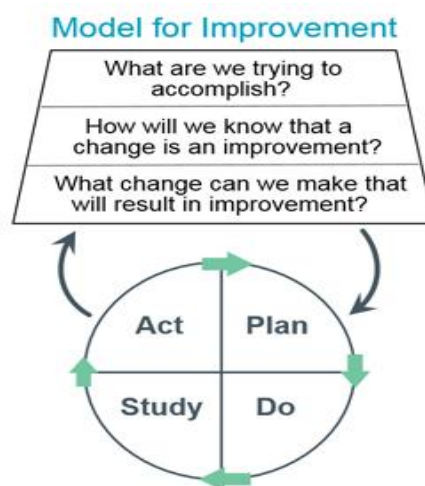 Model for Improvement
What are we trying to
accomplish?
How will we know that a
change is an improvement?
What change can we make that
will result in improvement?
Act
Plan
Study
Do